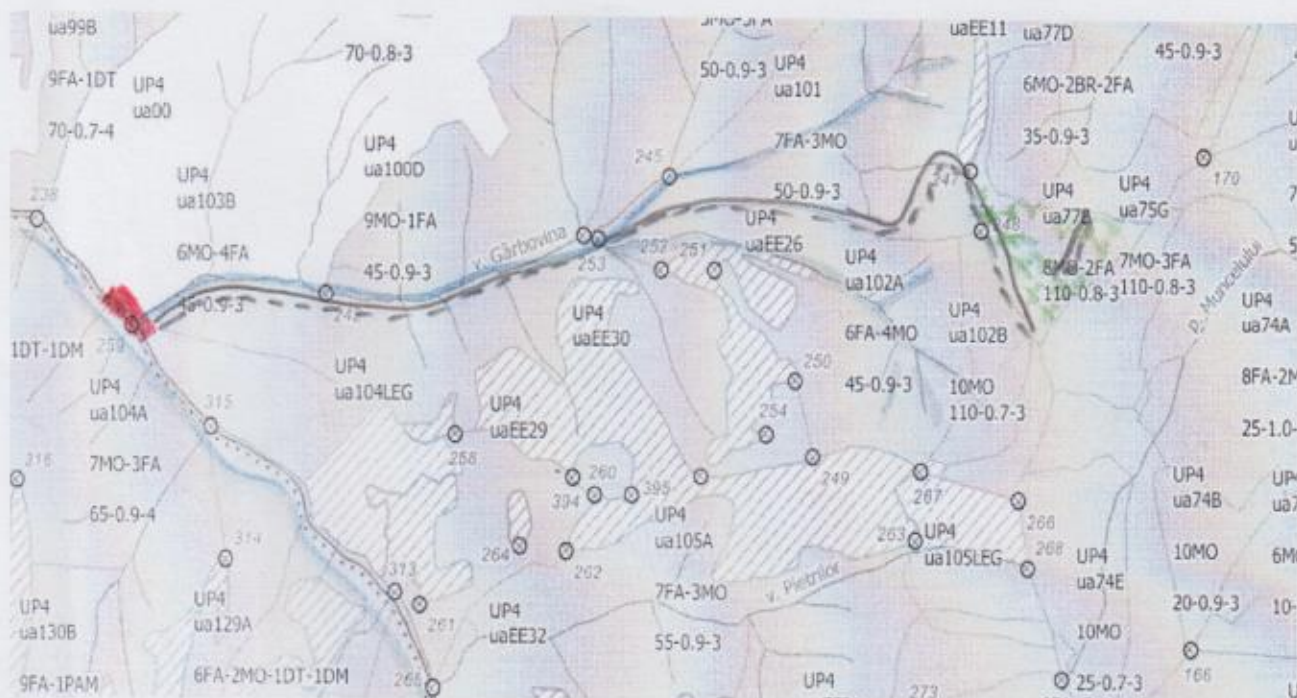 ua99B
9FA-1DT
70-0.7-4
UP4
ua00
70-0.8-3
UP4
ua103B
6MO-4FA
UP4
ua100D
9MO-1FA
45-0.9-3
50-0.9-3
UP4
ua101
7FA-3MO
50-0.9-3
uaEE11
ua77D
6MO-2BR-2FA
35-0.9-3
45-0.9-3
UP4
UP4
ua75G
7MO-3FA
110-0.8-3
110-0.8-3
170
238
245
v. Gârbovina
253
252
251
UP4
uaEE26
UP4
ua102A
6FA-4MO
45-0.9-3
UP4
ua102B
10MO
110-0.7-3
p. Muncelului
UP4
ua74A
25-1.0-
259
1DT-1DM
UP4
ua104A
7MO-3FA
65-0.9-4
315
UP4
ua104LEG
UP4
uaEE30
UP4
uaEE29
258
250
254
249
260
394
395
267
266
216
314
313
261
265
264
262
263
268
UP4
ua105A
7FA-3MO
55-0.9-3
UP4
ua105LEG
v. Pietrilor
UP4
ua74E
10MO
25-0.7-3
UP4
ua74B
10MO
20-0.9-3
166
UP4
ua130B
9FA-1PAM
UP4
ua129A
6FA-2MO-1DT-1DM
UP4
uaEE32
UP4
273